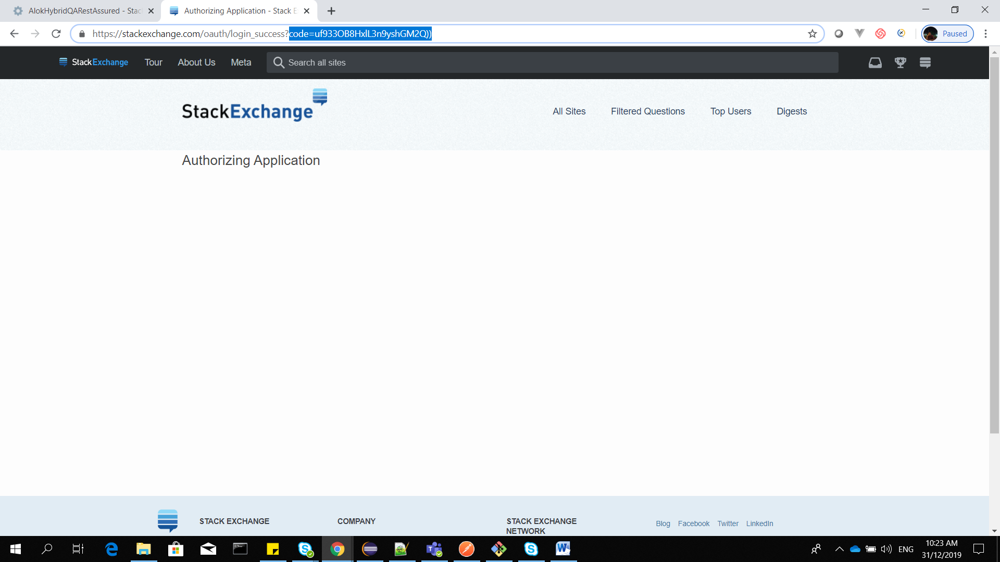 AlokHybridQARestAssured - Stac
Authorizing Application - Stack E
https://stackexchange.com/oauth/login_success?code=uf933OB8HxlL3n9yshGM2Q))
Paused
StackExchange
Tour
About Us
Meta
Search all sites
StackExchange
All Sites
Filtered Questions
Top Users
Digests
Authorizing Application
STACK EXCHANGE
COMPANY
STACK EXCHANGE
NETWORK
Blog
Facebook
Twitter
LinkedIn
ENG
10:23 AM
31/12/2019